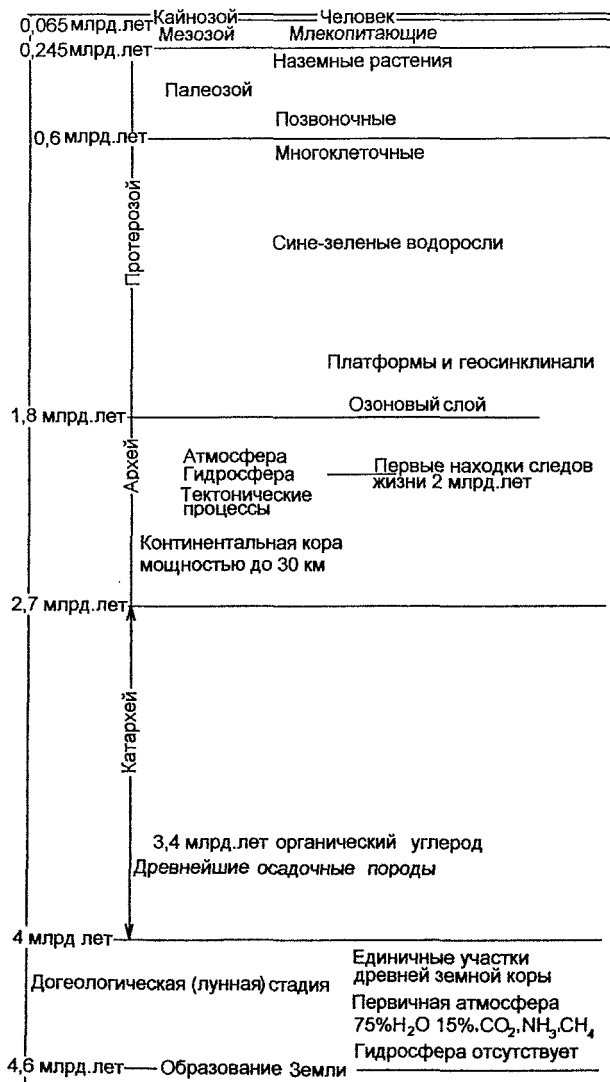 Кайнозой Человек
0,065 млрд.лет
Мезозой Млекопитающие
0,245 млрд.лет
Наземные растения
Палеозой
Позвоночные
0,6 млрд.лет
Многоклеточные
Протерозой
Сине-зеленые водоросли
Платформы и геосинклинали
Озоновый слой
1,8 млрд.лет
Архей
Атмосфера
Гидросфера
Тектонические
процессы
Первые находки следов
жизни 2 млрд.лет
Континентальная кора
мощностью до 30 км
2,7 млрд.лет
Катархей
3,4 млрд.лет органический углерод
Древнейшие осадочные породы
4 млрд лет
Единичные участки
древней земной коры
Догеологическая (лунная) стадия
Первичная атмосфера
75%H₂O 15%.CO₂,NH₃.CH₄
Гидросфера отсутствует
4,6 млрд.лет Образование Земли